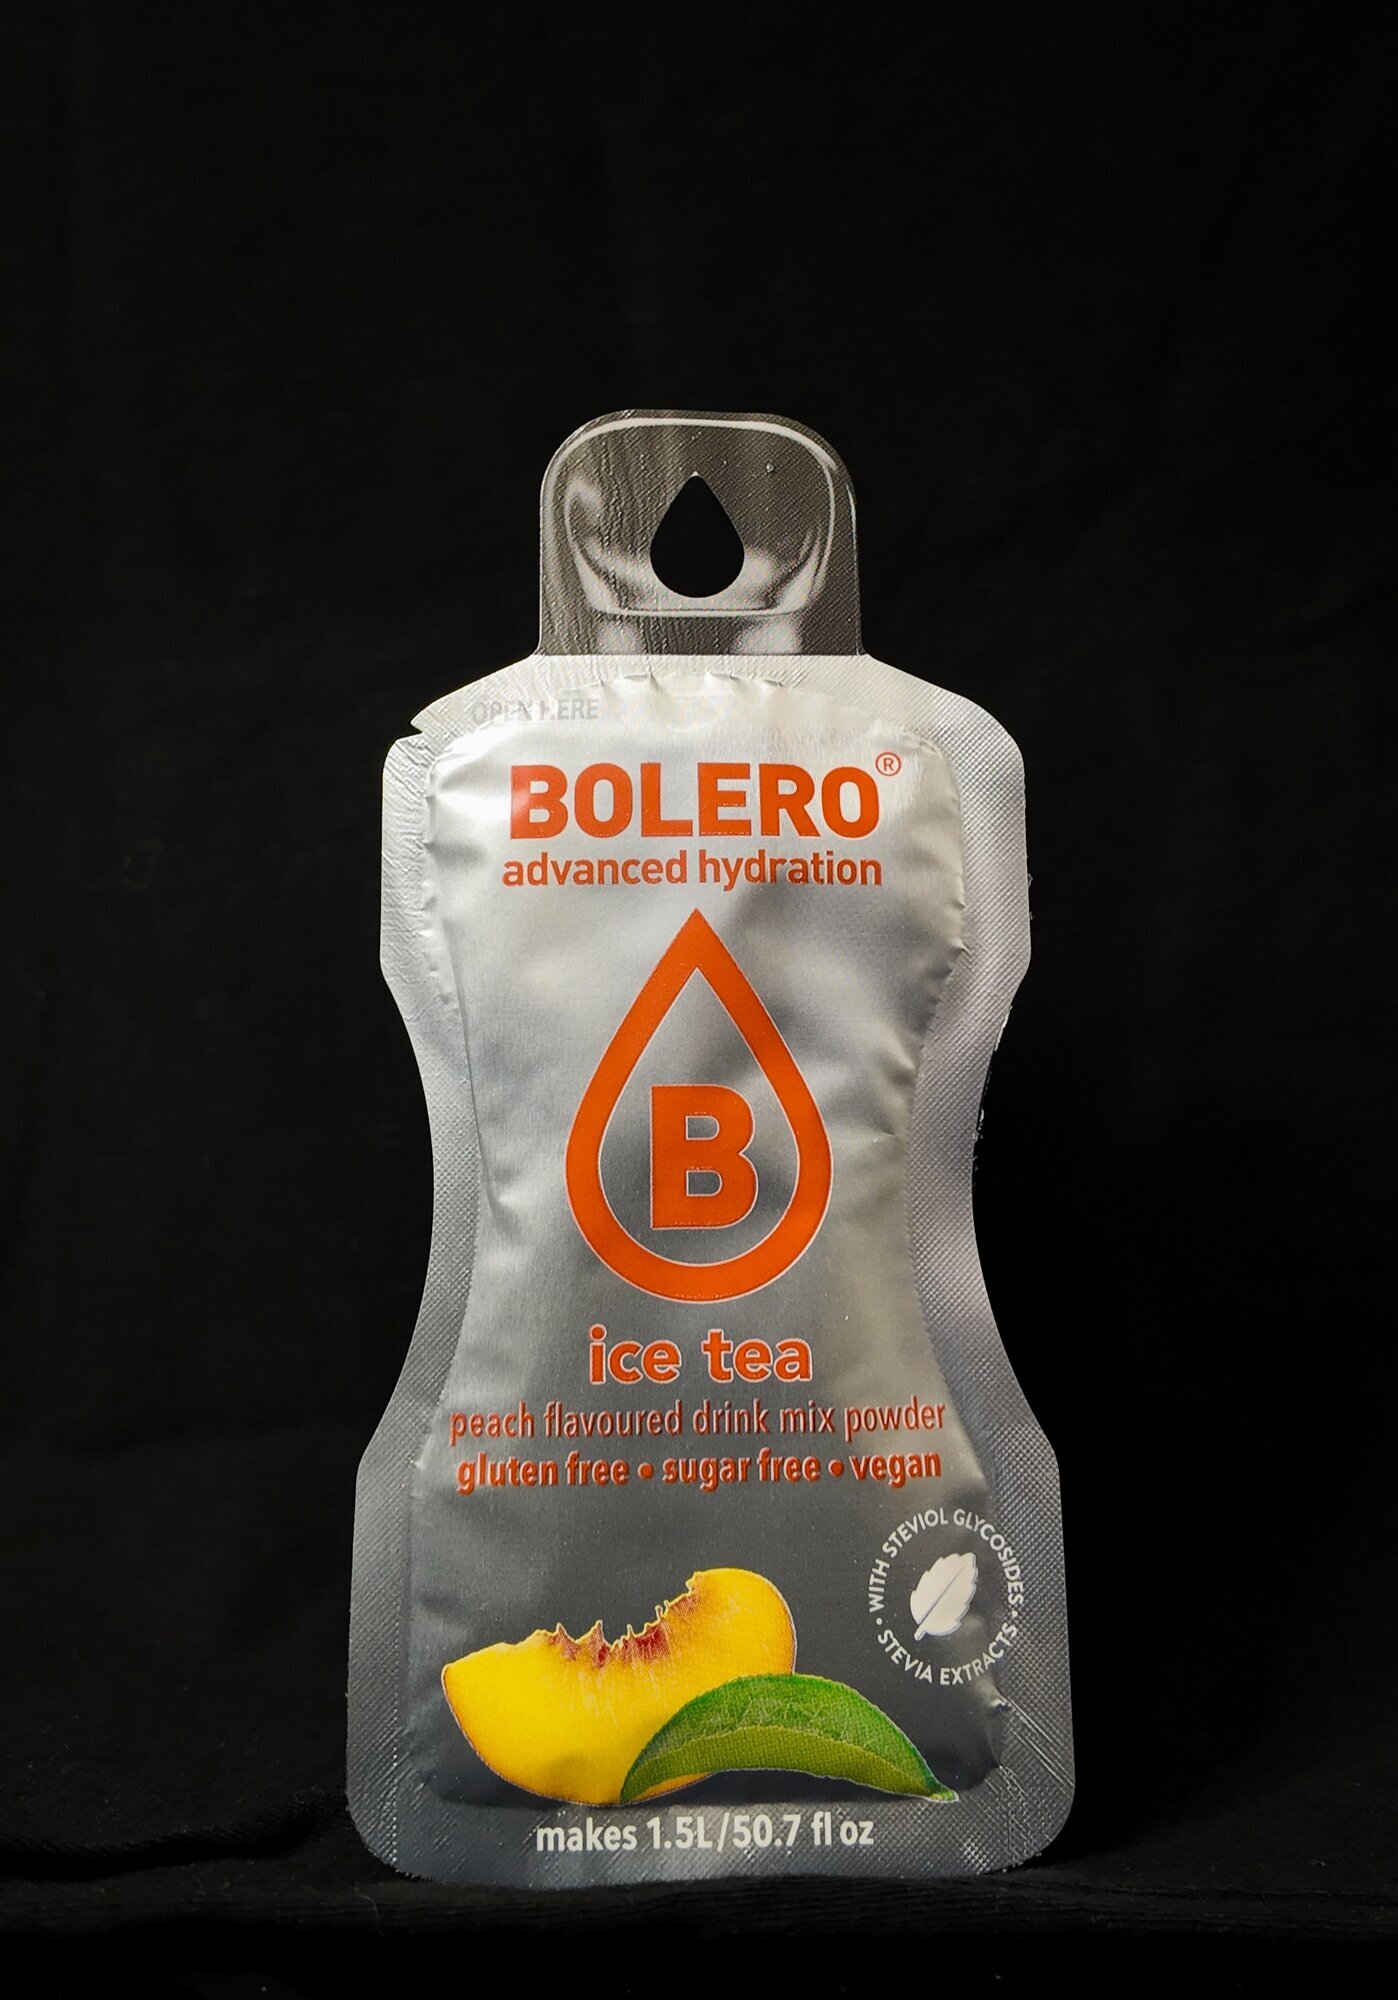 OPEN HERE
BOLERO®
advanced hydration
B
ice tea
peach flavoured drink mix powder
gluten free • sugar free • vegan
• WITH STEVIOL GLYCOSIDES •
STEVIA EXTRACTS
makes 1.5L/50.7 fl oz